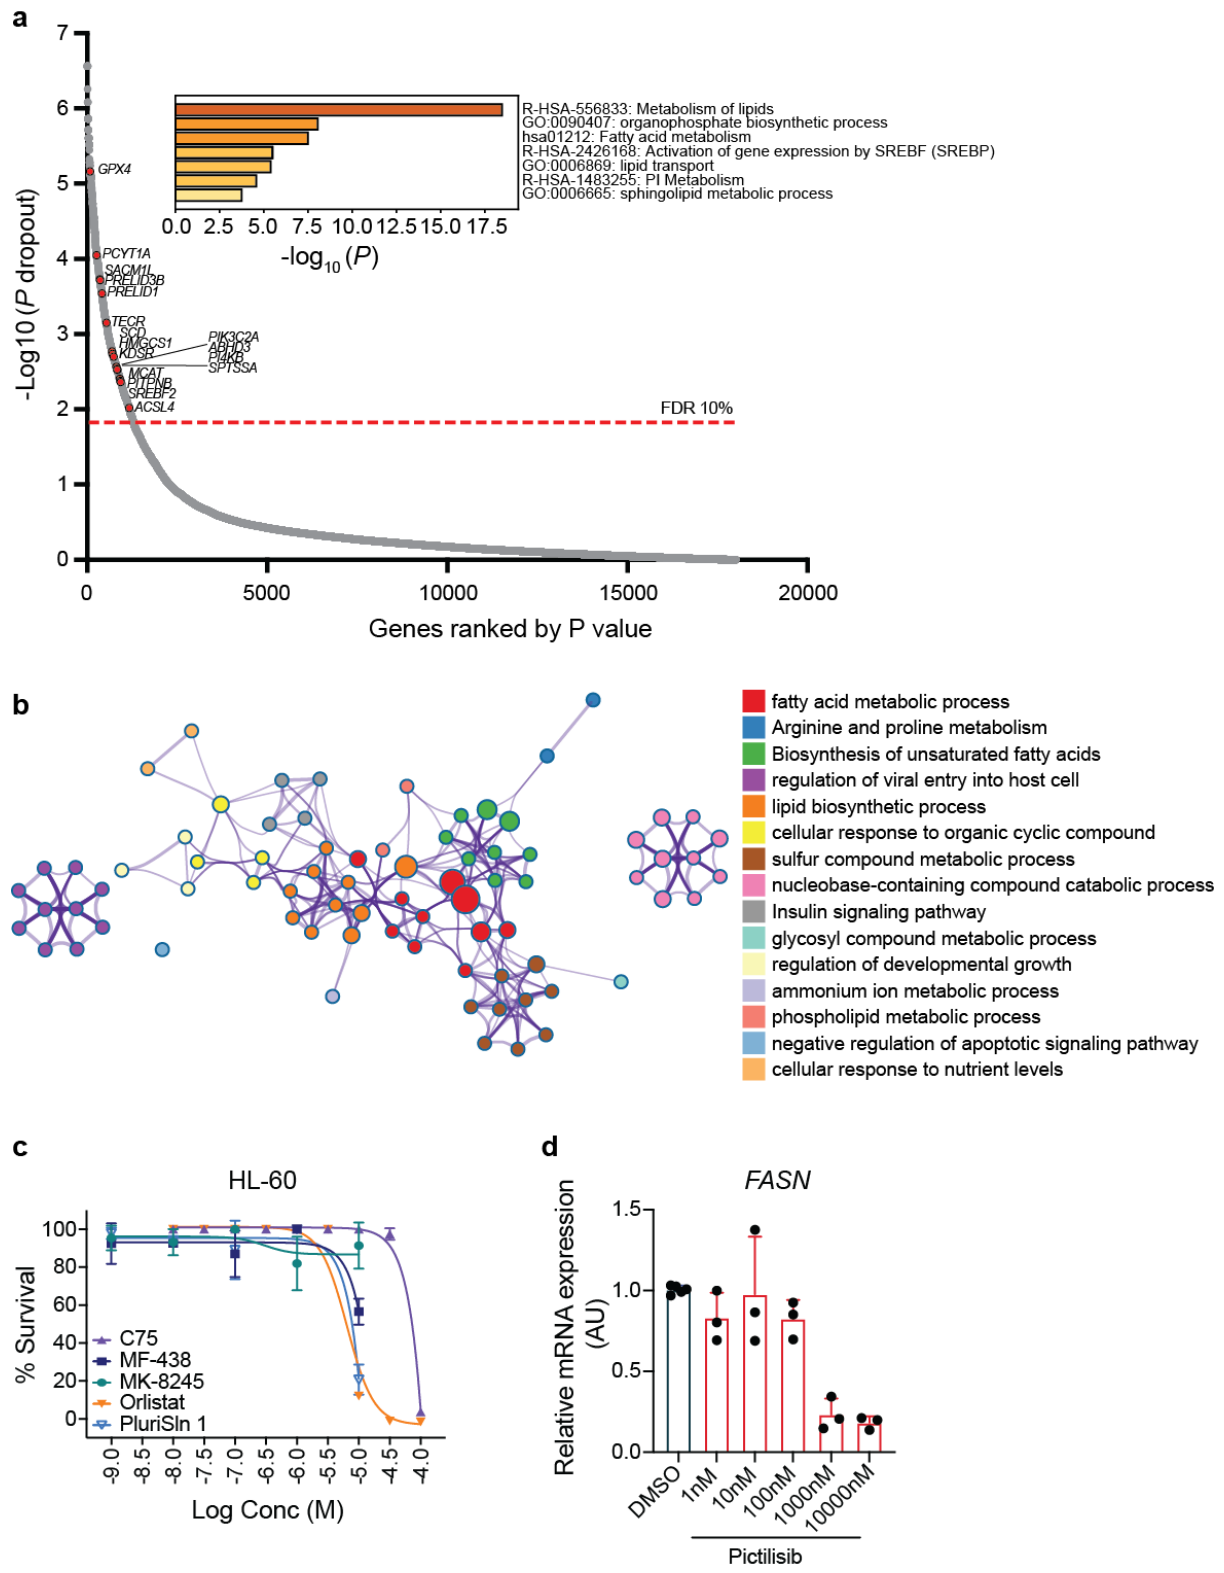 a
7
6
5
4
3
2
1
0
-Log10 (P dropout)
R-HSA-556833: Metabolism of lipids
GO:0090407: organophosphate biosynthetic process
hsa01212: Fatty acid metabolism
R-HSA-2426168: Activation of gene expression by SREBF (SREBP)
GO:0006869: lipid transport
R-HSA-1483255: PI Metabolism
GO:0006665: sphingolipid metabolic process
0.0 2.5 5.0 7.5 10.0 12.5 15.0 17.5
-log10 (P)
GPX4
PCYT1A
SACM1L
PRELID3B
PRELID1
TECR
SCD
HMGCS1
KDSR
PIK3C2A
ABHD3
PI4KB
SPTSSA
MCAT
PITPNB
SREBF2
ACSL4
FDR 10%
0 5000 10000 15000 20000
Genes ranked by P value
b
fatty acid metabolic process
Arginine and proline metabolism
Biosynthesis of unsaturated fatty acids
regulation of viral entry into host cell
lipid biosynthetic process
cellular response to organic cyclic compound
sulfur compound metabolic process
nucleobase-containing compound catabolic process
Insulin signaling pathway
glycosyl compound metabolic process
regulation of developmental growth
ammonium ion metabolic process
phospholipid metabolic process
negative regulation of apoptotic signaling pathway
cellular response to nutrient levels
c
HL-60
100
80
60
40
20
0
% Survival
C75
MF-438
MK-8245
Orlistat
PluriSIn 1
-9.0 -8.5 -8.0 -7.5 -7.0 -6.5 -6.0 -5.5 -5.0 -4.5 -4.0
Log Conc (M)
d
FASN
1.5
1.0
0.5
0.0
Relative mRNA expression
(AU)
DMSO 1nM 10nM 100nM 1000nM 10000nM
Pictilisib